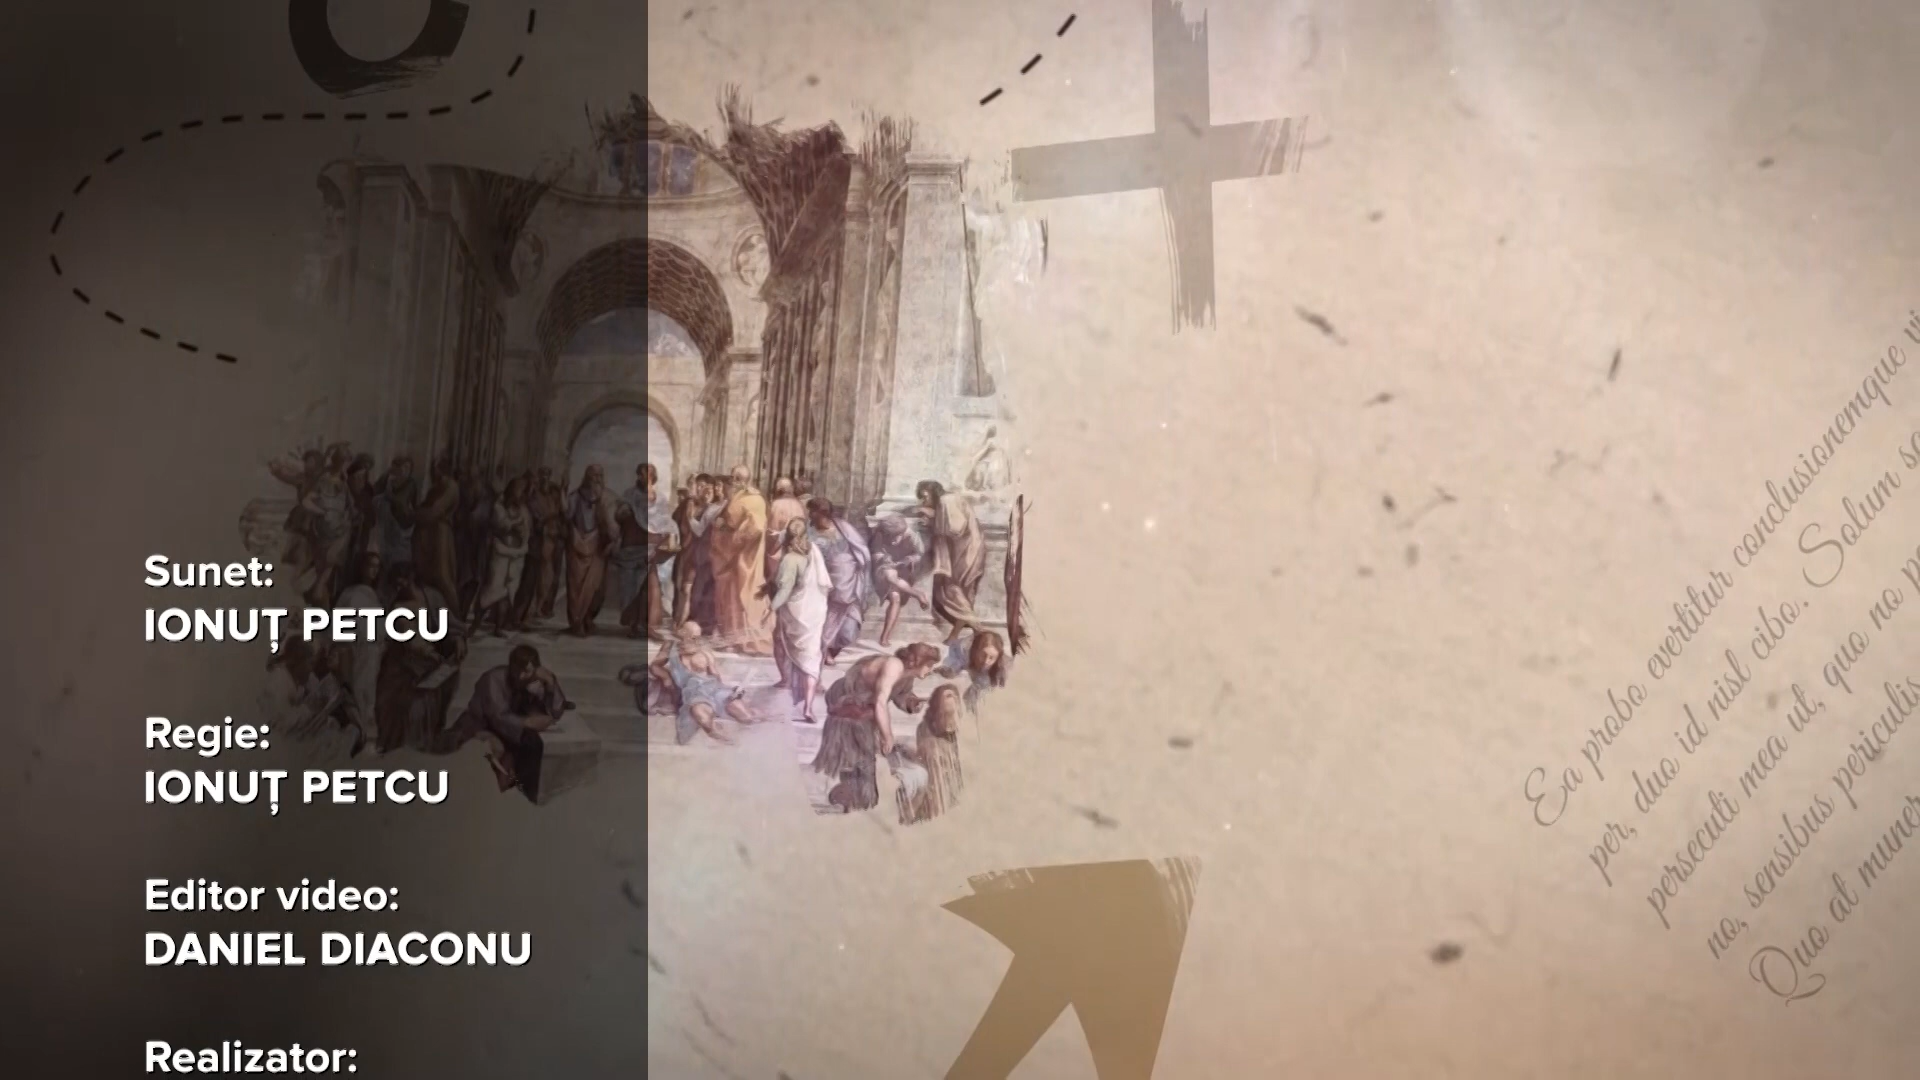 Sunet:
IONUȚ PETCU
Regie:
IONUȚ PETCU
Editor video:
DANIEL DIACONU
Realizator:
Ea probo evertitur conclusionemque
per, duo id nisl cibo. Solum
persecuti mea ut, quo no
no, sensibus periculis
Quo at